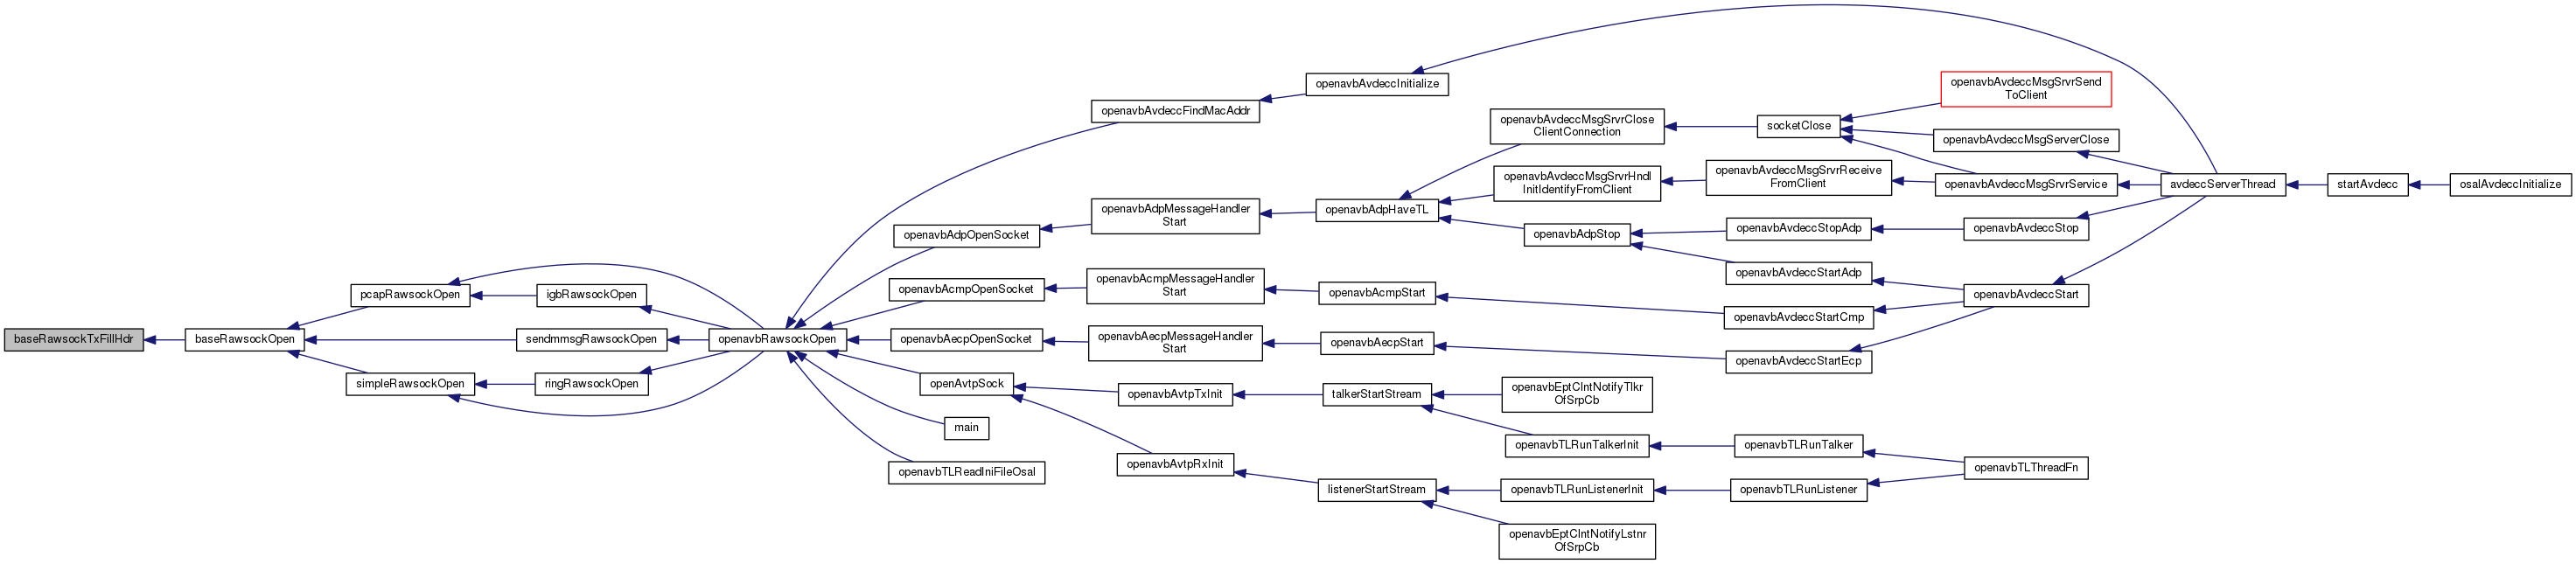 baseRawsockTxFillHdr
baseRawsockOpen
pcapRawsockOpen
igbRawsockOpen
sendmmsgRawsockOpen
simpleRawsockOpen
ringRawsockOpen
openavbRawsockOpen
openavbAvdeccFindMacAddr
openavbAvdeccInitialize
openavbAdpOpenSocket
openavbAdpMessageHandler
Start
openavbAdpHaveTL
openavbAvdeccMsgSrvrClose
ClientConnection
socketClose
openavbAvdeccMsgSrvrSend
ToClient
openavbAvdeccMsgServerClose
openavbAvdeccMsgSrvrHndl
InitIdentifyFromClient
openavbAvdeccMsgSrvrReceive
FromClient
openavbAvdeccMsgSrvrService
avdeccServerThread
startAvdecc
osalAvdeccInitialize
openavbAdpStop
openavbAvdeccStopAdp
openavbAvdeccStop
openavbAvdeccStartAdp
openavbAvdeccStart
openavbAcmpOpenSocket
openavbAcmpMessageHandler
Start
openavbAcmpStart
openavbAvdeccStartCmp
openavbAecpOpenSocket
openavbAecpMessageHandler
Start
openavbAecpStart
openavbAvdeccStartEcp
openAvtpSock
openavbAvtpTxInit
talkerStartStream
openavbEptClntNotifyTlkr
OfSrpCb
openavbTLRunTalkerInit
openavbTLRunTalker
openavbTLThreadFn
main
openavbTLReadIniFileOsal
openavbAvtpRxInit
listenerStartStream
openavbTLRunListenerInit
openavbTLRunListener
openavbEptClntNotifyLstnr
OfSrpCb